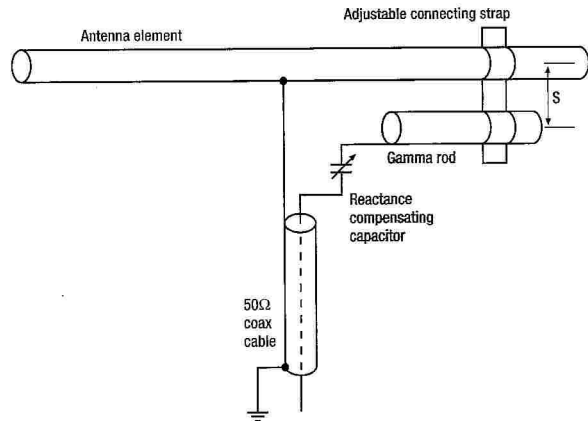 Adjustable connecting strap
Antenna element
S
Gamma rod
Reactance
compensating
capacitor
50Ω
coax
cable